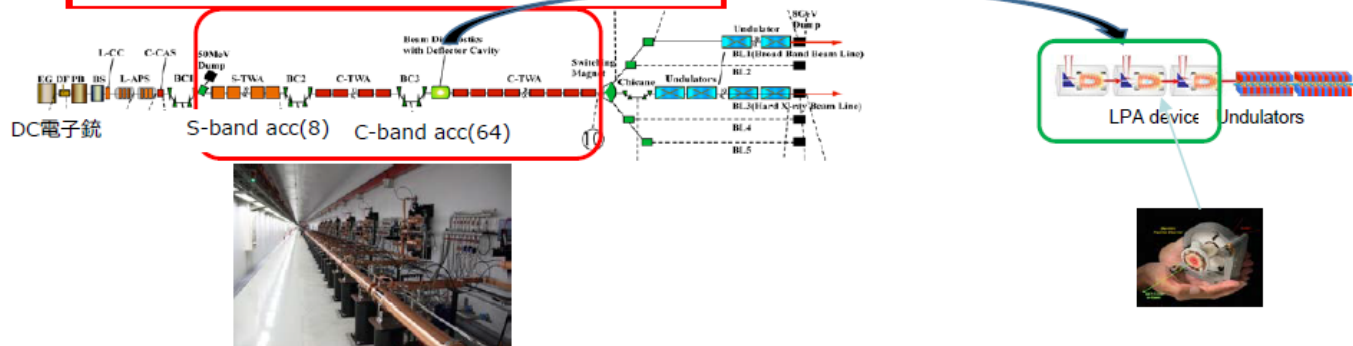 Beam Diagnostics
with Deflector Cavity
8GeV
Dump
Undulator
BL1(Broad Band Beam Line)
BL2
L-CC
C-CAS
50MeV
Dump
EG DF PB BS L-APS BC1 S-TWA BC2 C-TWA BC3 C-TWA
Switching
Magnet
Chicane
Undulators
BL3(Hard X-ray Beam Line)
BL4
BL5
DC電子銃
S-band acc(8)
C-band acc(64)
LPA device
Undulators